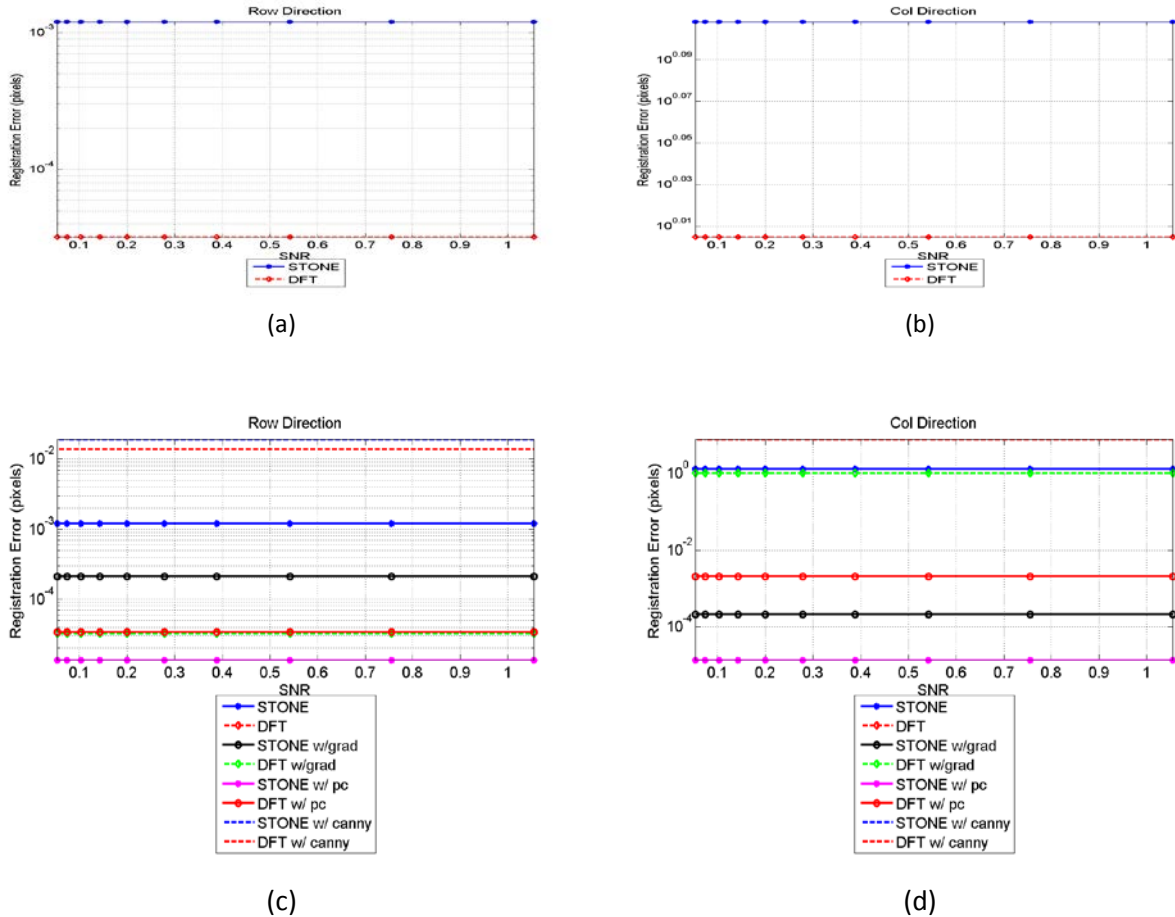 Row Direction
Registration Error (pixels)
10^-3
10^-4
0.1 0.2 0.3 0.4 0.5 0.6 0.7 0.8 0.9 1
SNR
STONE
DFT
(a)
Col Direction
Registration Error (pixels)
10^0.09
10^0.07
10^0.05
10^0.03
10^0.01
0.1 0.2 0.3 0.4 0.5 0.6 0.7 0.8 0.9 1
SNR
STONE
DFT
(b)
Row Direction
Registration Error (pixels)
10^-2
10^-3
10^-4
0.1 0.2 0.3 0.4 0.5 0.6 0.7 0.8 0.9 1
SNR
STONE
DFT
STONE w/grad
DFT w/grad
STONE w/ pc
DFT w/ pc
STONE w/ canny
DFT w/ canny
(c)
Col Direction
Registration Error (pixels)
10^0
10^-2
10^-4
0.1 0.2 0.3 0.4 0.5 0.6 0.7 0.8 0.9 1
SNR
STONE
DFT
STONE w/grad
DFT w/grad
STONE w/ pc
DFT w/ pc
STONE w/ canny
DFT w/ canny
(d)